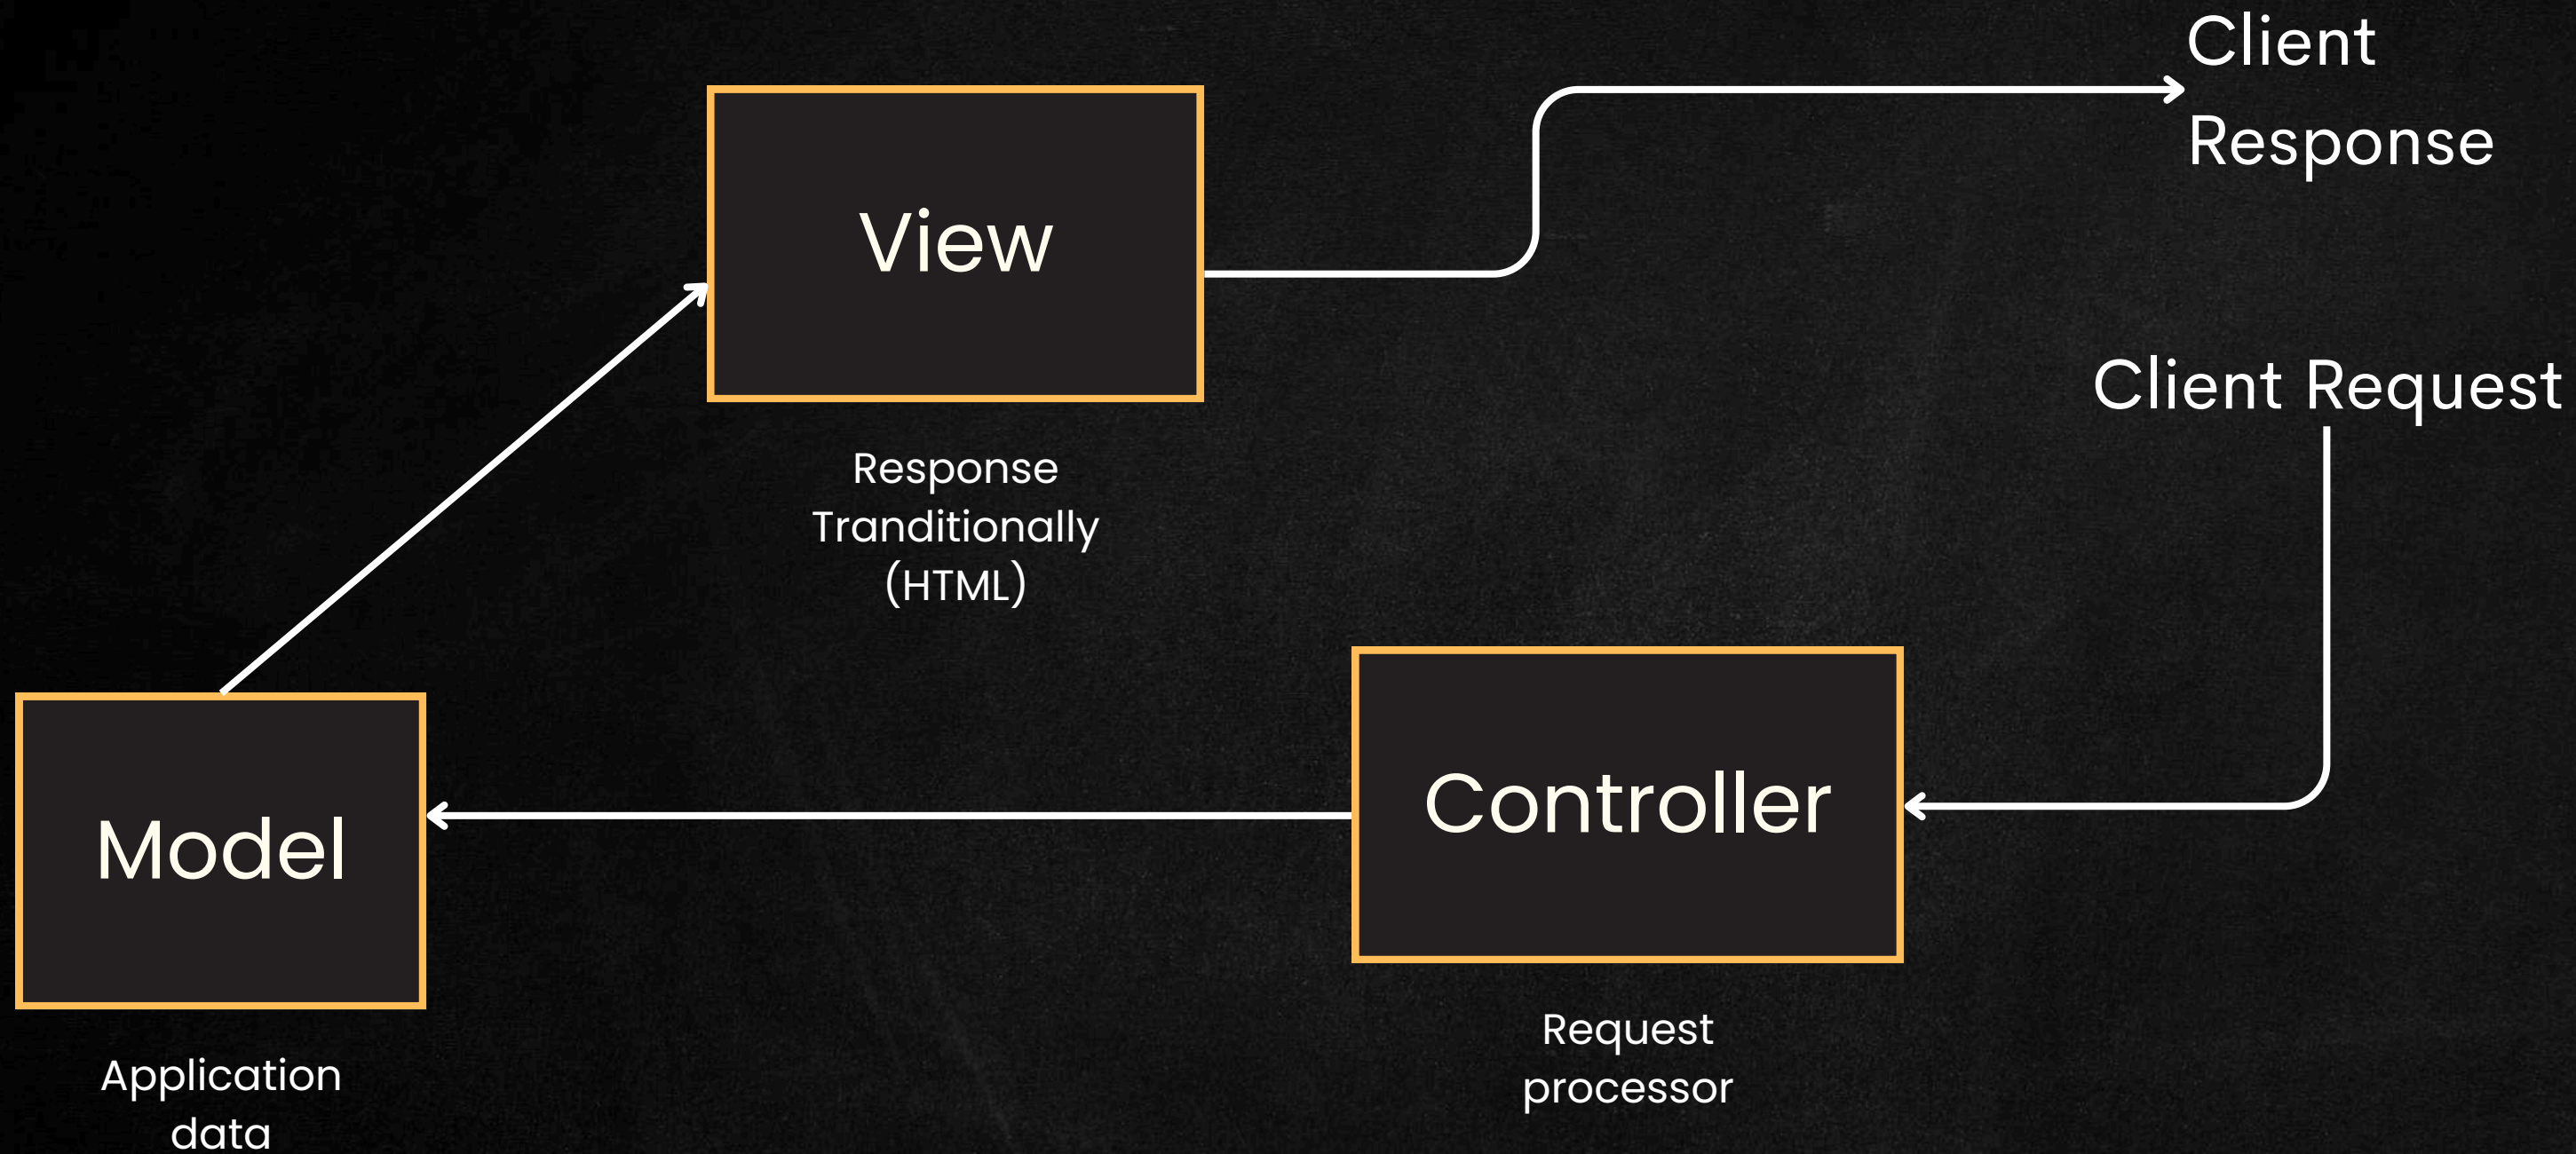 Client
Response
View
Client Request
Response
Tranditionally
(HTML)
Controller
Model
Request
processor
Application
data